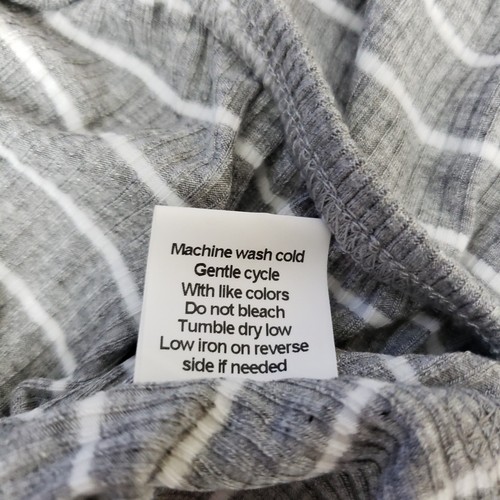 Machine wash cold
Gentle cycle
With like colors
Do not bleach
Tumble dry low
Low iron on reverse
side if needed